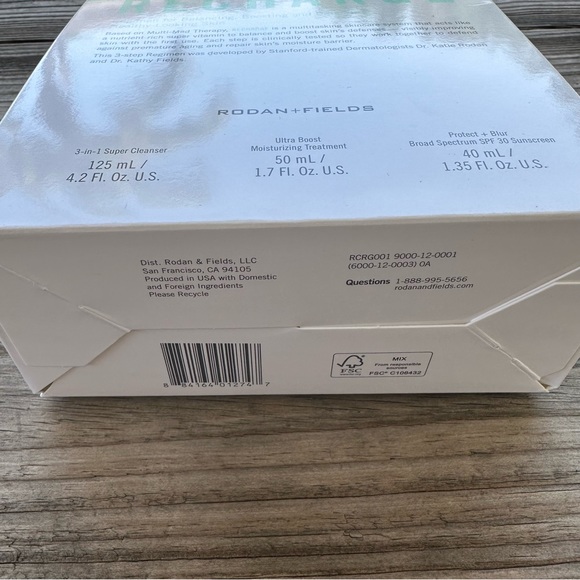 Based on Multi-Med Therapy, is a multitasking skincare system that acts like
a nutrient-rich super vitamin to balance and boost skin's defenses— visibly improving
skin with the first use. Each step is clinically tested so they work together to defend
against premature aging and repair skin's moisture barrier.
This 3-step Regimen was developed by Stanford-trained Dermatologists Dr. Katie Rodan
and Dr. Kathy Fields.
RODAN+FIELDS
3-in-1 Super Cleanser
125 mL /
4.2 Fl. Oz. U.S.
Ultra Boost
Moisturizing Treatment
50 mL /
1.7 Fl. Oz. U.S.
Protect + Blur
Broad Spectrum SPF 30 Sunscreen
40 mL /
1.35 Fl. Oz. U.S.
Dist. Rodan & Fields, LLC
San Francisco, CA 94105
Produced in USA with Domestic
and Foreign Ingredients
Please Recycle
RCRG001 9000-12-0001
(6000-12-0003) 0A
Questions 1-888-995-5656
rodanandfields.com
8 84164 01274 7
FSC
MIX
From responsible
sources
FSC® C108432